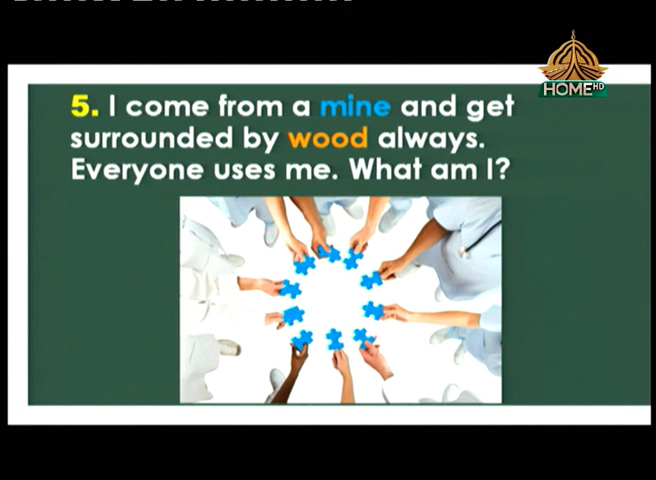 HOME HD
5. I come from a mine and get
surrounded by wood always.
Everyone uses me. What am I?